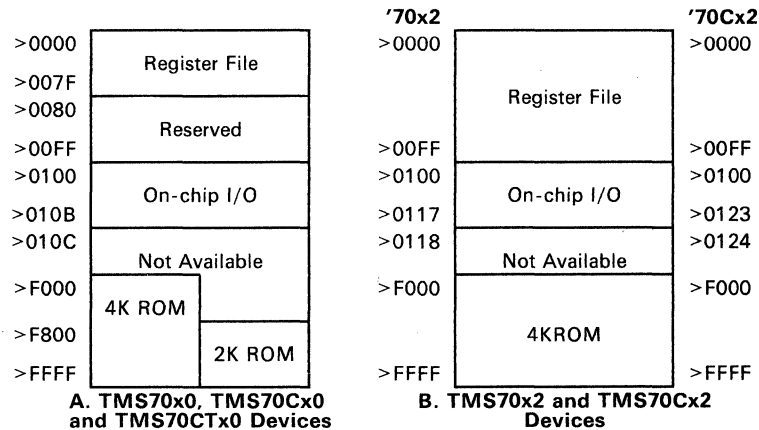 '70x2 '70Cx2
>0000 >0000 >0000
Register File
>007F
>0080
Register File
Reserved
>00FF >00FF >00FF
>0100 >0100 >0100
On-chip I/O On-chip I/O
>010B >0117 >0123
>010C >0118 >0124
Not Available Not Available
>F000 >F000 >F000
4K ROM
>F800
4KROM
2K ROM
>FFFF >FFFF >FFFF
A. TMS70x0, TMS70Cx0 B. TMS70x2 and TMS70Cx2
and TMS70CTx0 Devices Devices